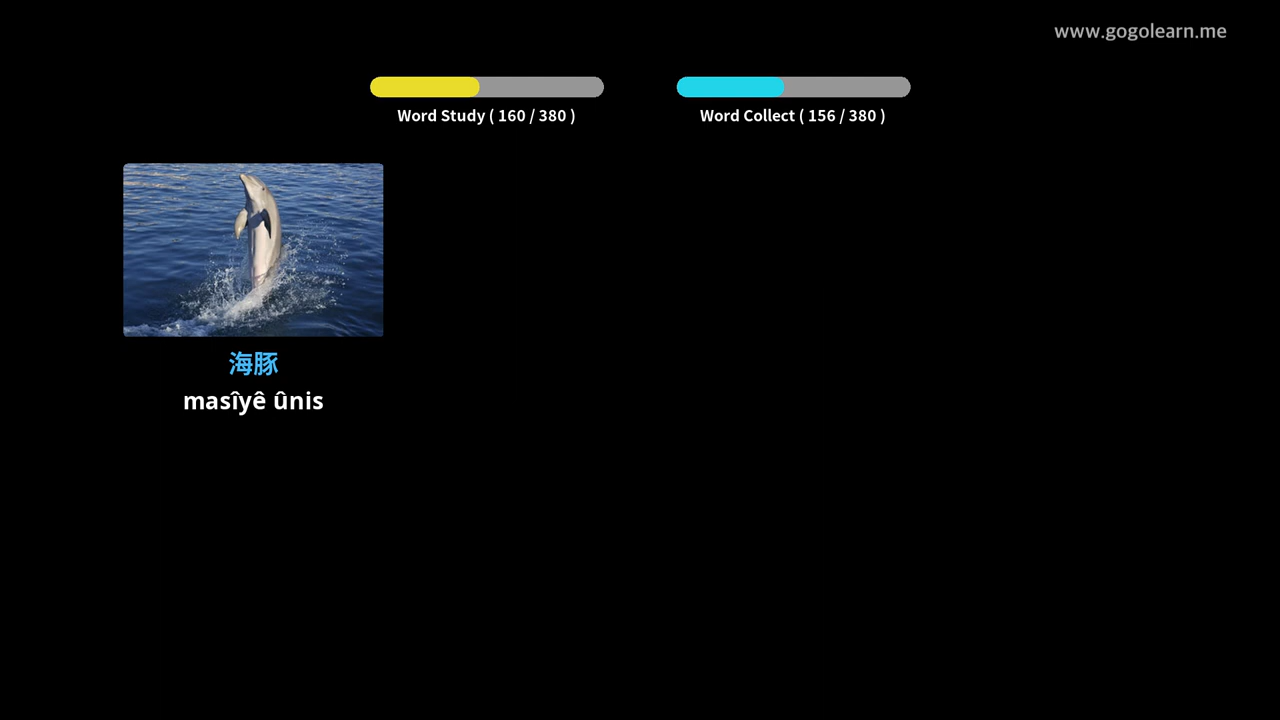 www.gogolearn.me
Word Study ( 160 / 380 )
Word Collect ( 156 / 380 )
海豚
masîyê ûnis